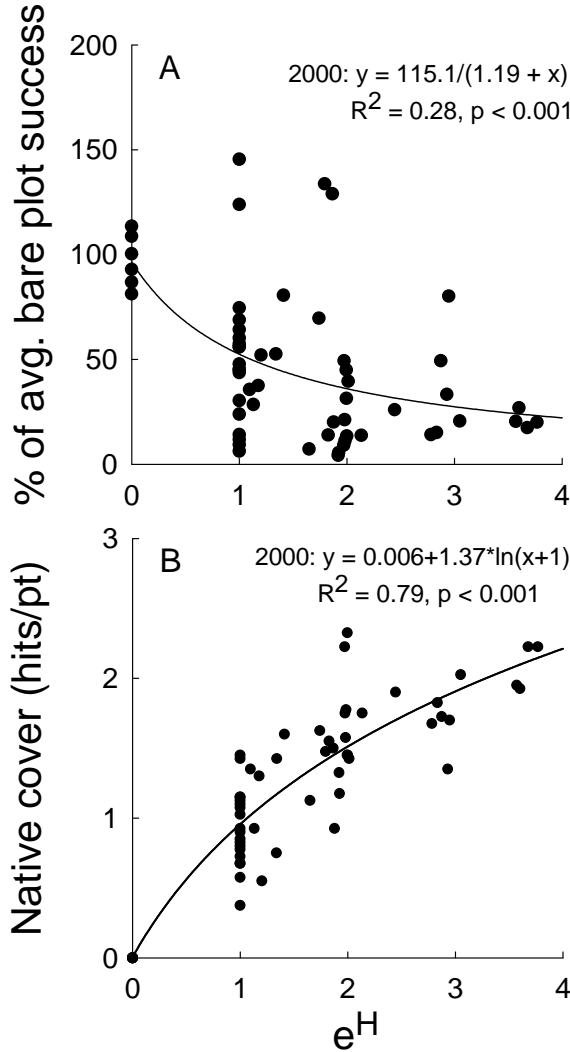 % of avg. bare plot success
200
150
100
50
0
A
2000: y = 115.1/(1.19 + x)
R² = 0.28, p < 0.001
0 1 2 3 4
Native cover (hits/pt)
3
2
1
0
B
2000: y = 0.006+1.37*ln(x+1)
R² = 0.79, p < 0.001
0 1 2 3 4
eᴴ